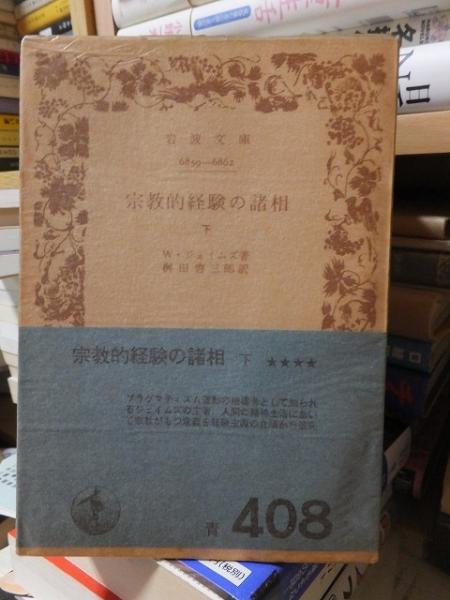 岩波文庫
6859—6862
宗教的経験の諸相
下
W・ジェイムズ著
桝田啓三郎訳
宗教的経験の諸相 下 ★★★★
プラグマティズム運動の指導者として知られ
るジェイムズの主著．人間の精神生活におい
て宗教がもつ意義を経験主義の立場から
青 408